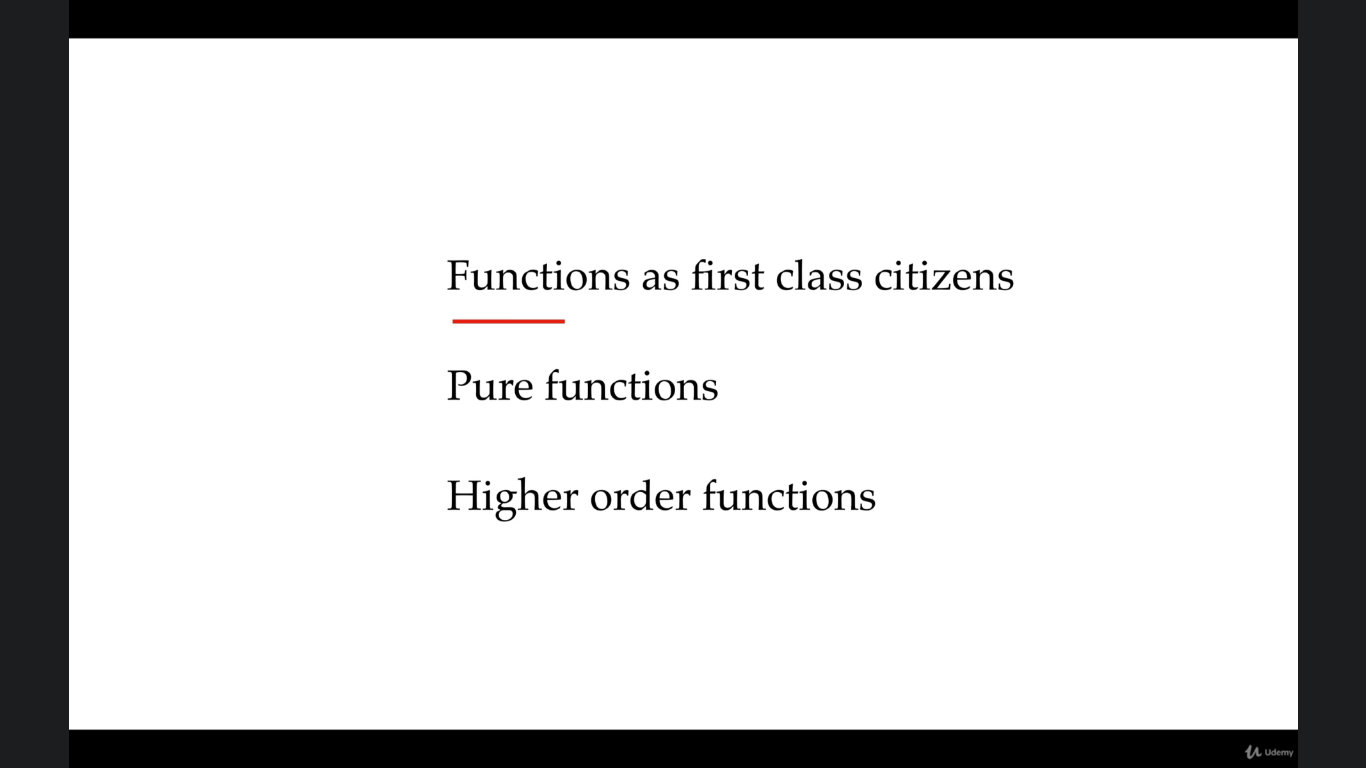 Functions as first class citizens
Pure functions
Higher order functions
Udemy